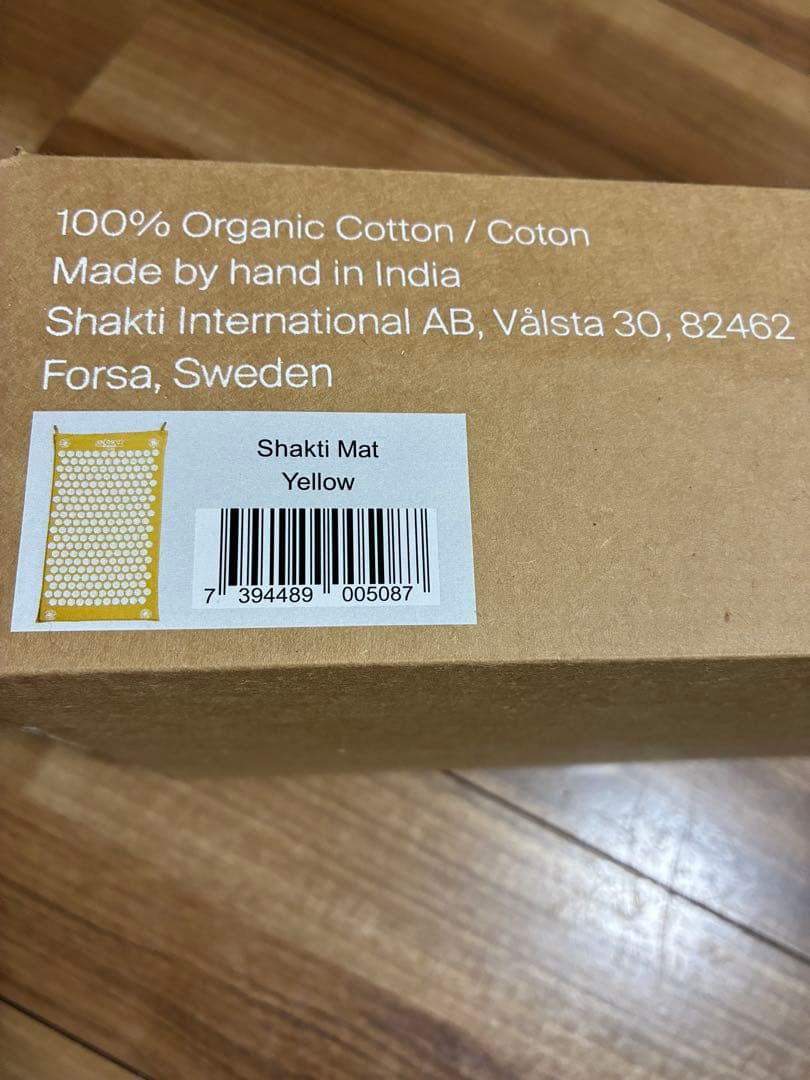 100% Organic Cotton / Coton
Made by hand in India
Shakti International AB, Vålsta 30, 82462
Forsa, Sweden
Shakti Mat
Yellow
7 394489 005087